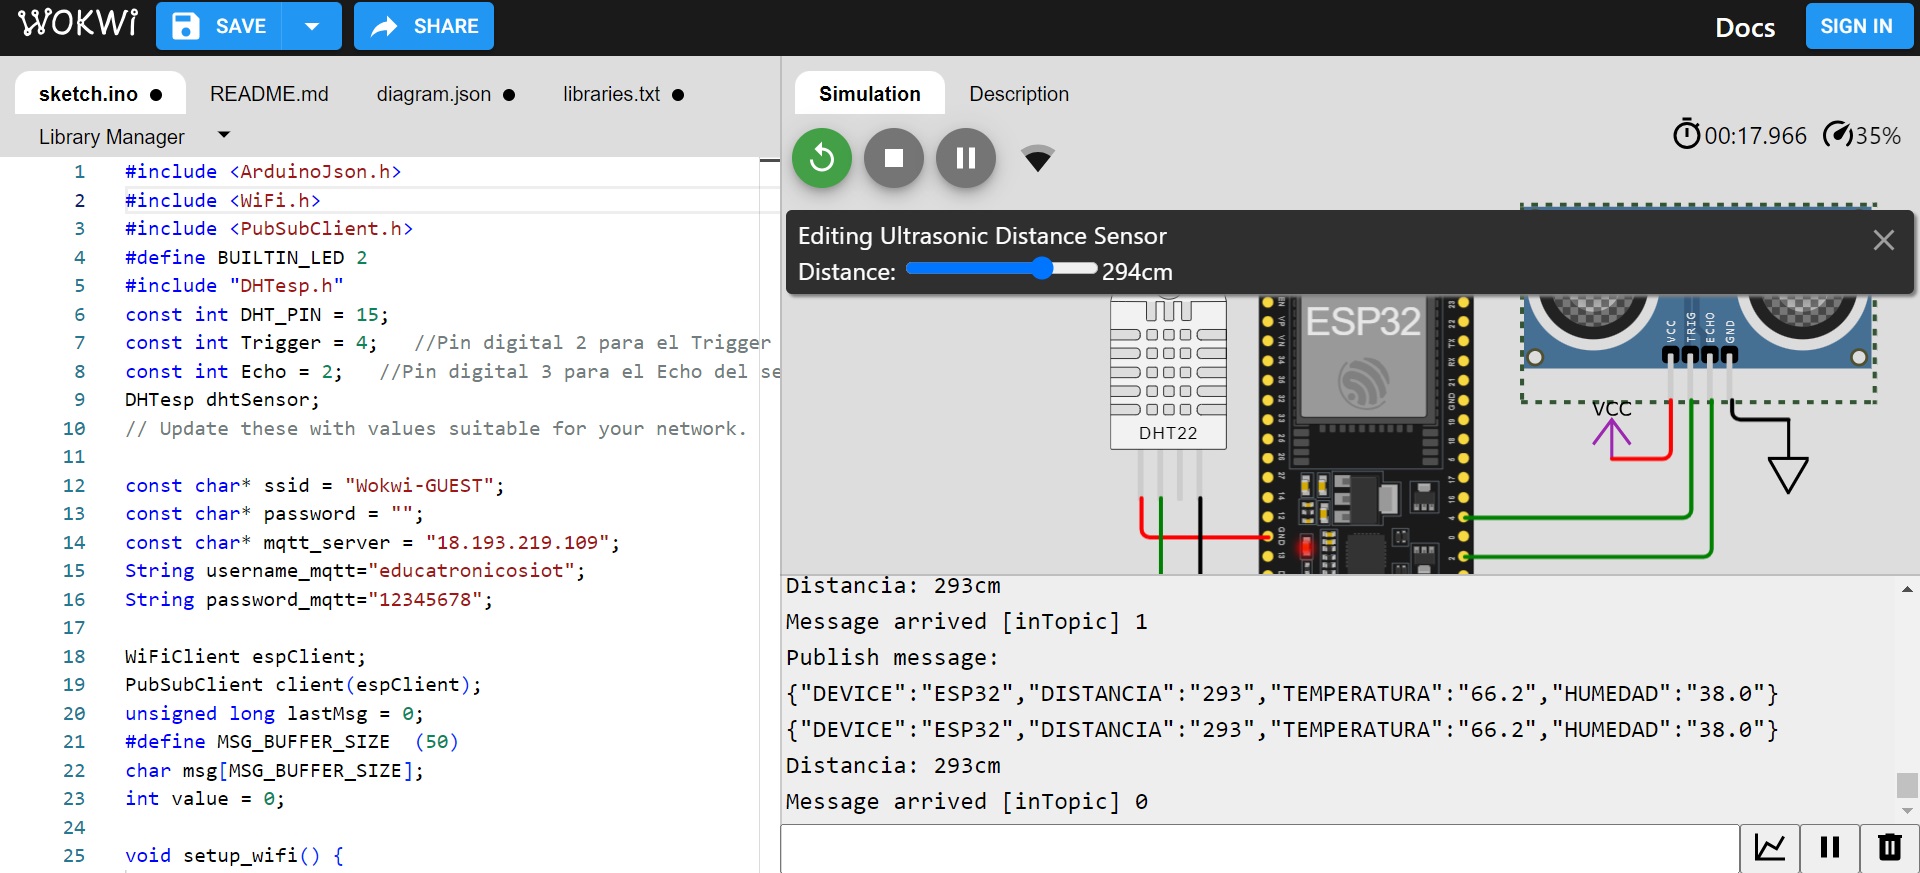 WOKWi
SAVE
SHARE
Docs
SIGN IN
sketch.ino ●
README.md
diagram.json ●
libraries.txt ●
Library Manager
Simulation
Description
00:17.966
35%
1 #include <ArduinoJson.h>
2 #include <WiFi.h>
3 #include <PubSubClient.h>
4 #define BUILTIN_LED 2
5 #include "DHTesp.h"
6 const int DHT_PIN = 15;
7 const int Trigger = 4;   //Pin digital 2 para el Trigger
8 const int Echo = 2;   //Pin digital 3 para el Echo del se
9 DHTesp dhtSensor;
10 // Update these with values suitable for your network.
11
12 const char* ssid = "Wokwi-GUEST";
13 const char* password = "";
14 const char* mqtt_server = "18.193.219.109";
15 String username_mqtt="educatronicosiot";
16 String password_mqtt="12345678";
17
18 WiFiClient espClient;
19 PubSubClient client(espClient);
20 unsigned long lastMsg = 0;
21 #define MSG_BUFFER_SIZE  (50)
22 char msg[MSG_BUFFER_SIZE];
23 int value = 0;
24
25 void setup_wifi() {
Editing Ultrasonic Distance Sensor
Distance: 294cm
DHT22
ESP32
VCC
TRIG
ECHO
GND
VCC
Distancia: 293cm
Message arrived [inTopic] 1
Publish message:
{"DEVICE":"ESP32","DISTANCIA":"293","TEMPERATURA":"66.2","HUMEDAD":"38.0"}
{"DEVICE":"ESP32","DISTANCIA":"293","TEMPERATURA":"66.2","HUMEDAD":"38.0"}
Distancia: 293cm
Message arrived [inTopic] 0